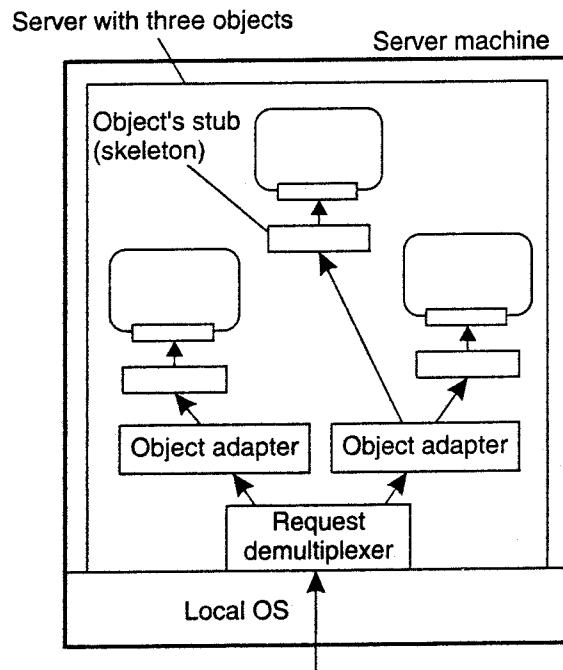 Server with three objects
Server machine
Object's stub
(skeleton)
Object adapter
Object adapter
Request
demultiplexer
Local OS